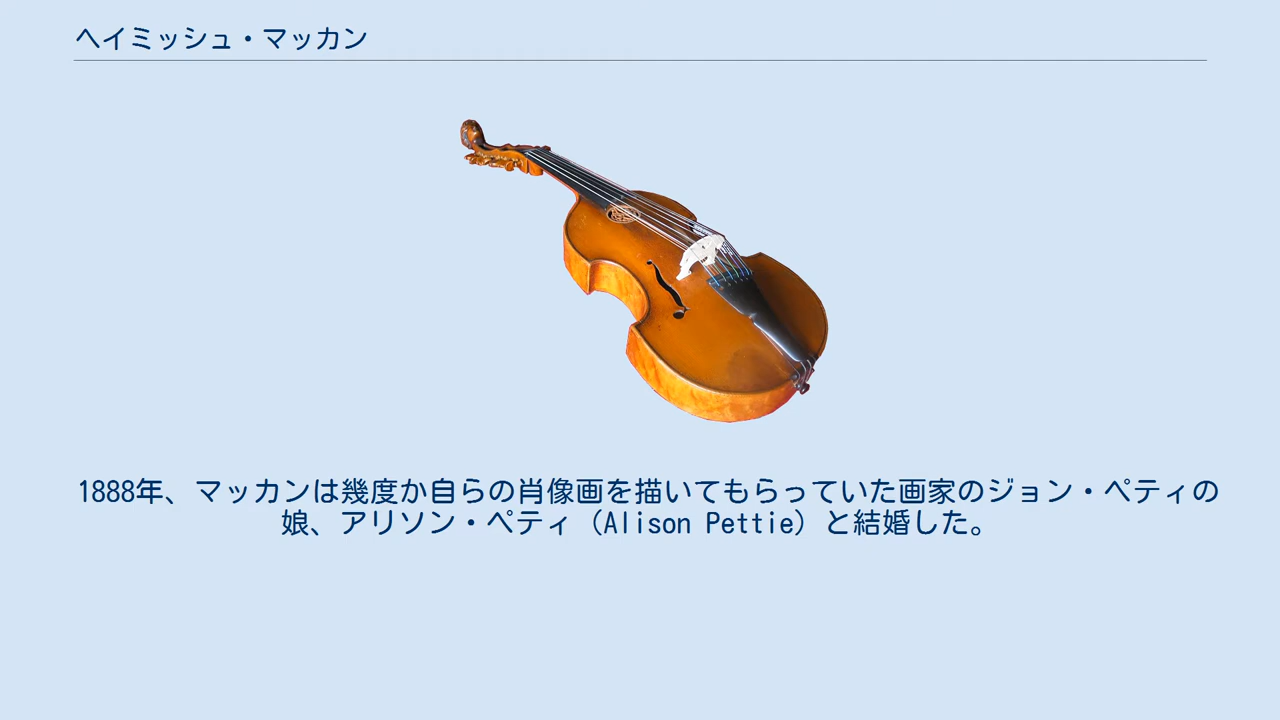 ヘイミッシュ・マッカン
1888年、マッカンは幾度か自らの肖像画を描いてもらっていた画家のジョン・ペティの
娘、アリソン・ペティ（Alison Pettie）と結婚した。